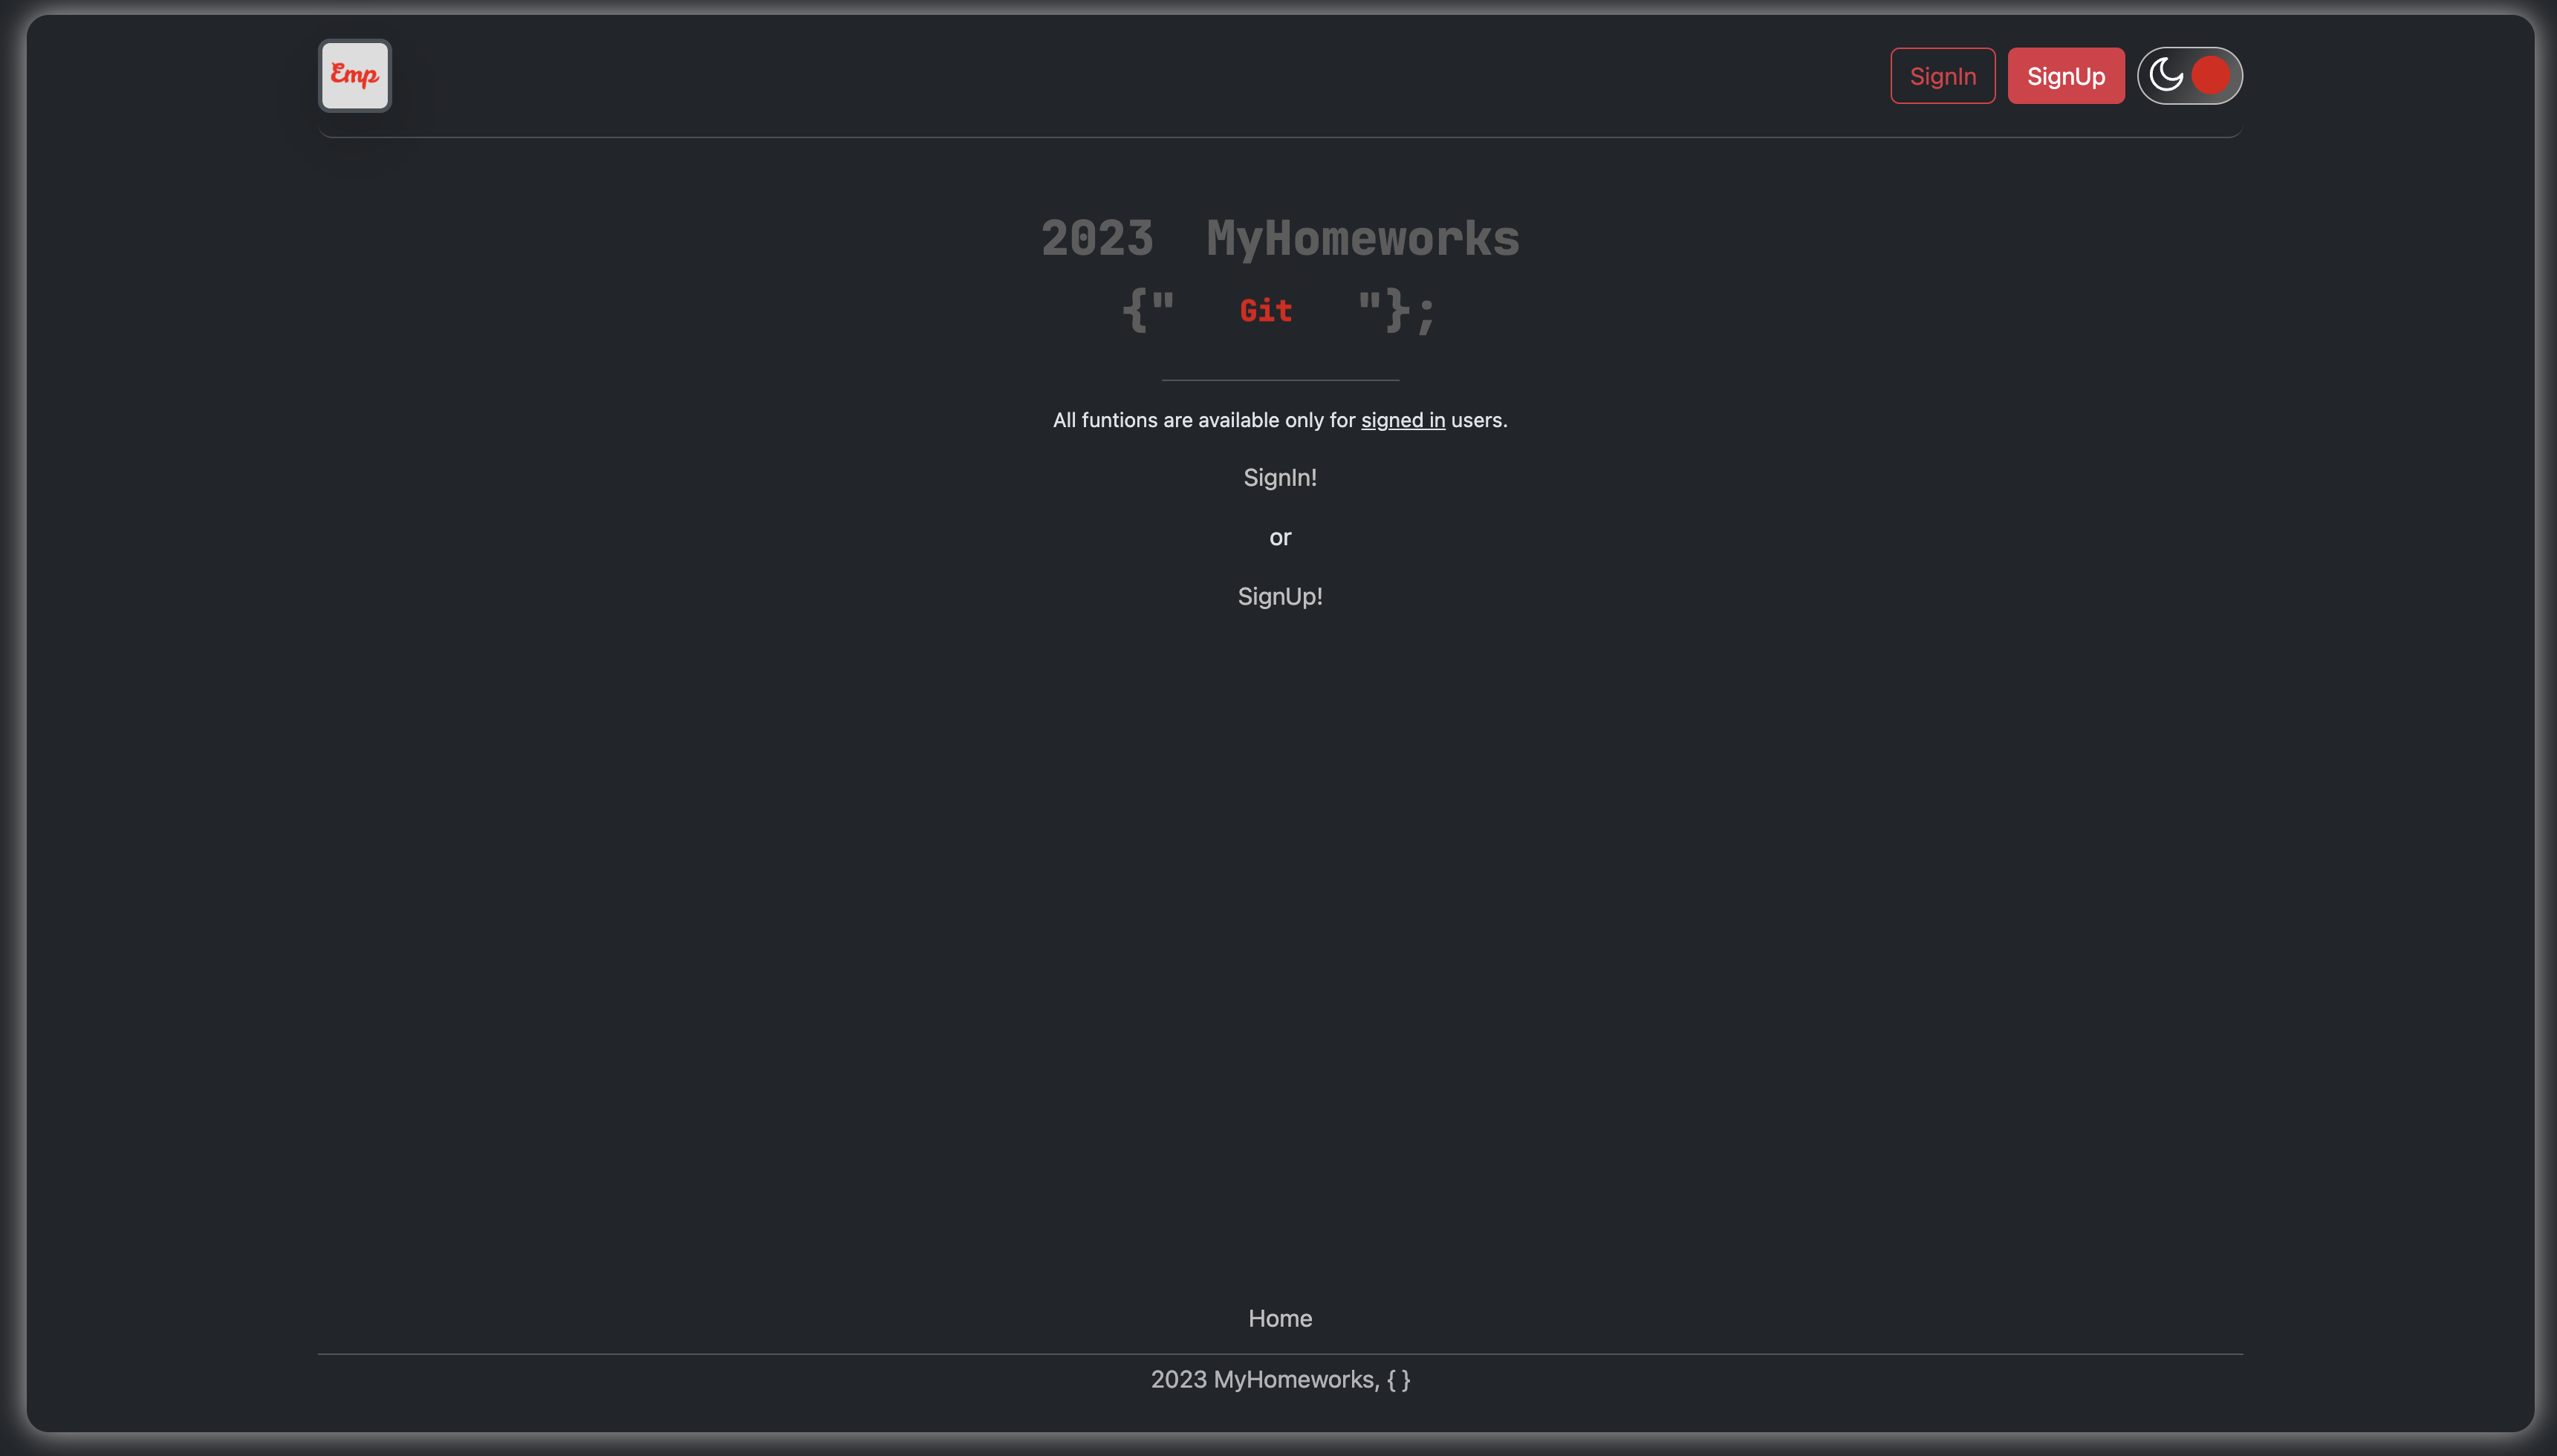 Emp
SignIn SignUp
2023 MyHomeworks
{" Git "};
All funtions are available only for signed in users.
SignIn!
or
SignUp!
Home
2023 MyHomeworks, { }